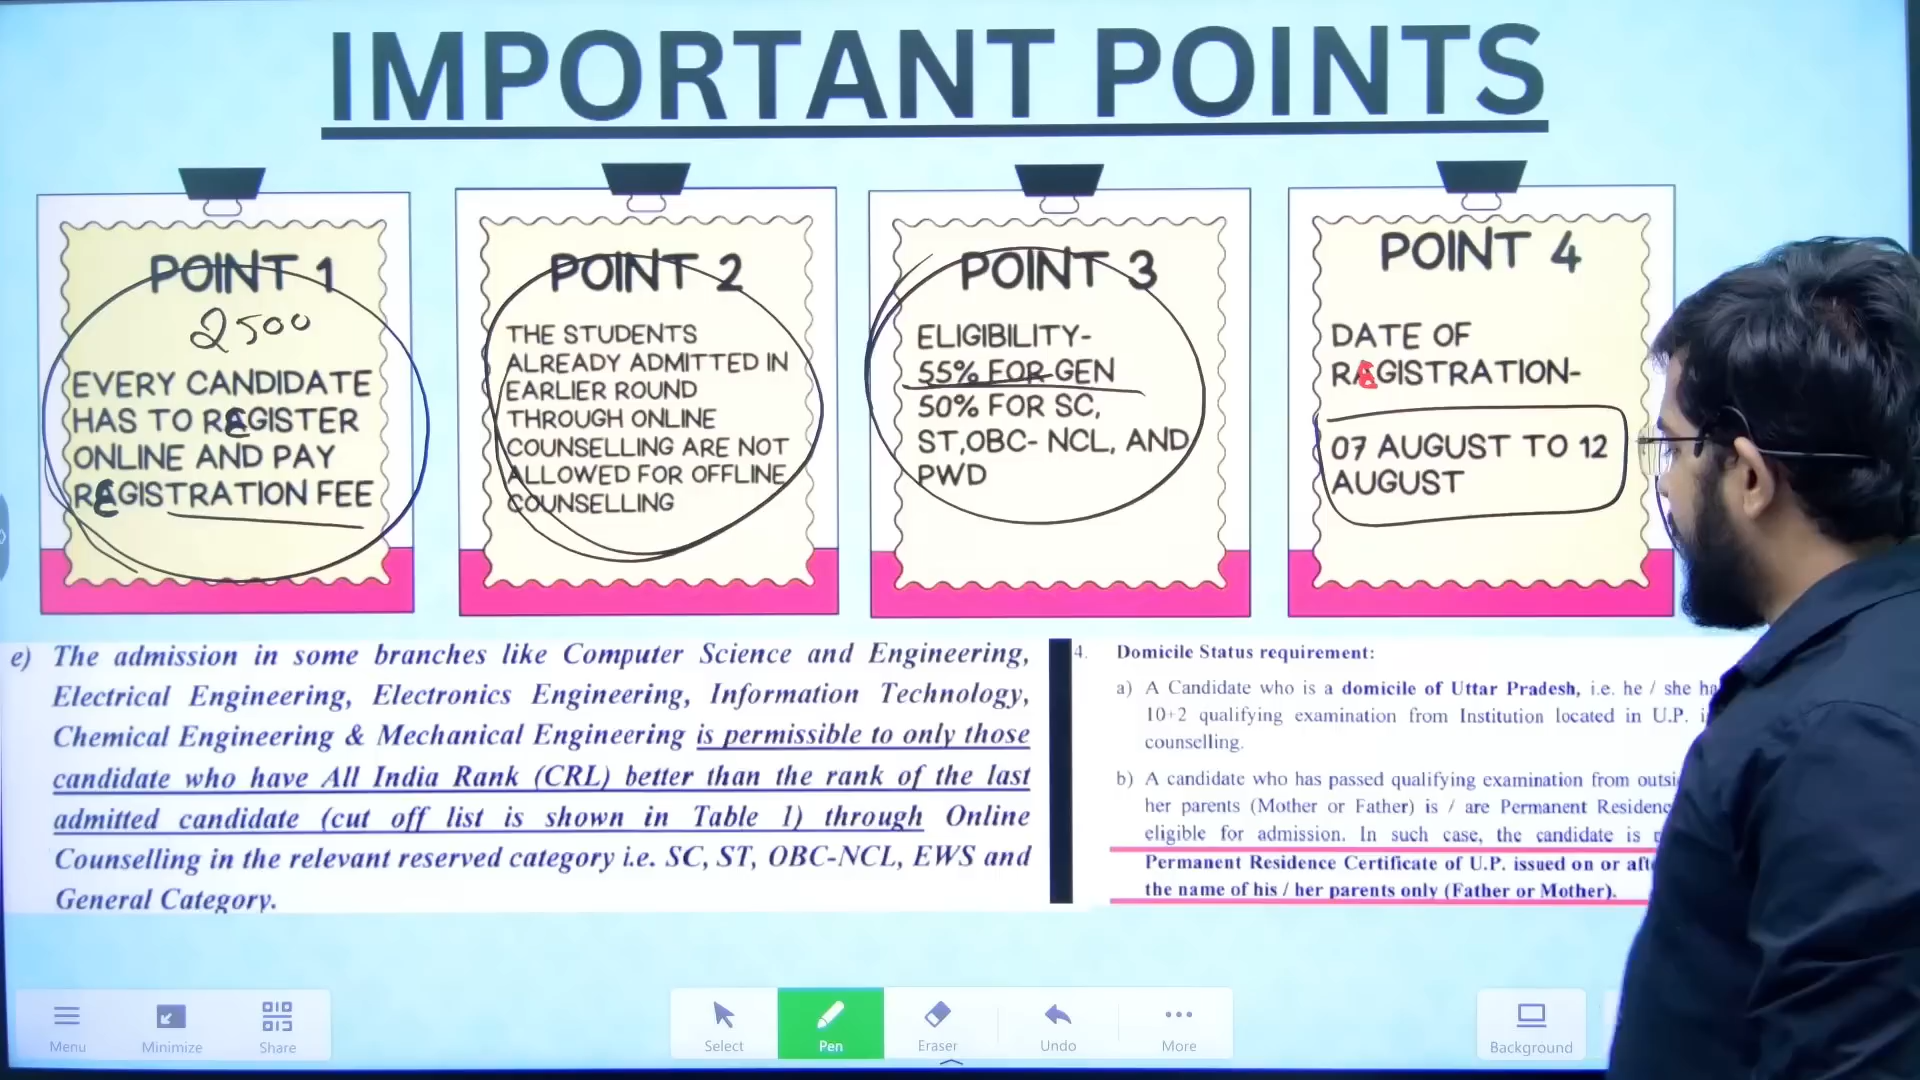 IMPORTANT POINTS
POINT 1
2500
EVERY CANDIDATE
HAS TO REGISTER
ONLINE AND PAY
REGISTRATION FEE
POINT 2
THE STUDENTS
ALREADY ADMITTED IN
EARLIER ROUND
THROUGH ONLINE
COUNSELLING ARE NOT
ALLOWED FOR OFFLINE
COUNSELLING
POINT 3
ELIGIBILITY-
55% FOR GEN
50% FOR SC,
ST,OBC- NCL, AND
PWD
POINT 4
DATE OF
REGISTRATION-
07 AUGUST TO 12
AUGUST
e) The admission in some branches like Computer Science and Engineering,
Electrical Engineering, Electronics Engineering, Information Technology,
Chemical Engineering & Mechanical Engineering is permissible to only those
candidate who have All India Rank (CRL) better than the rank of the last
admitted candidate (cut off list is shown in Table 1) through Online
Counselling in the relevant reserved category i.e. SC, ST, OBC-NCL, EWS and
General Category.
4. Domicile Status requirement:
a) A Candidate who is a domicile of Uttar Pradesh, i.e. he / she
10+2 qualifying examination from Institution located in U.P.
counselling.
b) A candidate who has passed qualifying examination from
her parents (Mother or Father) is / are Permanent
eligible for admission. In such case, the candidate is
Permanent Residence Certificate of U.P. issued on or
the name of his / her parents only (Father or Mother).
Menu
Minimize
Share
Select
Pen
Eraser
Undo
More
Background